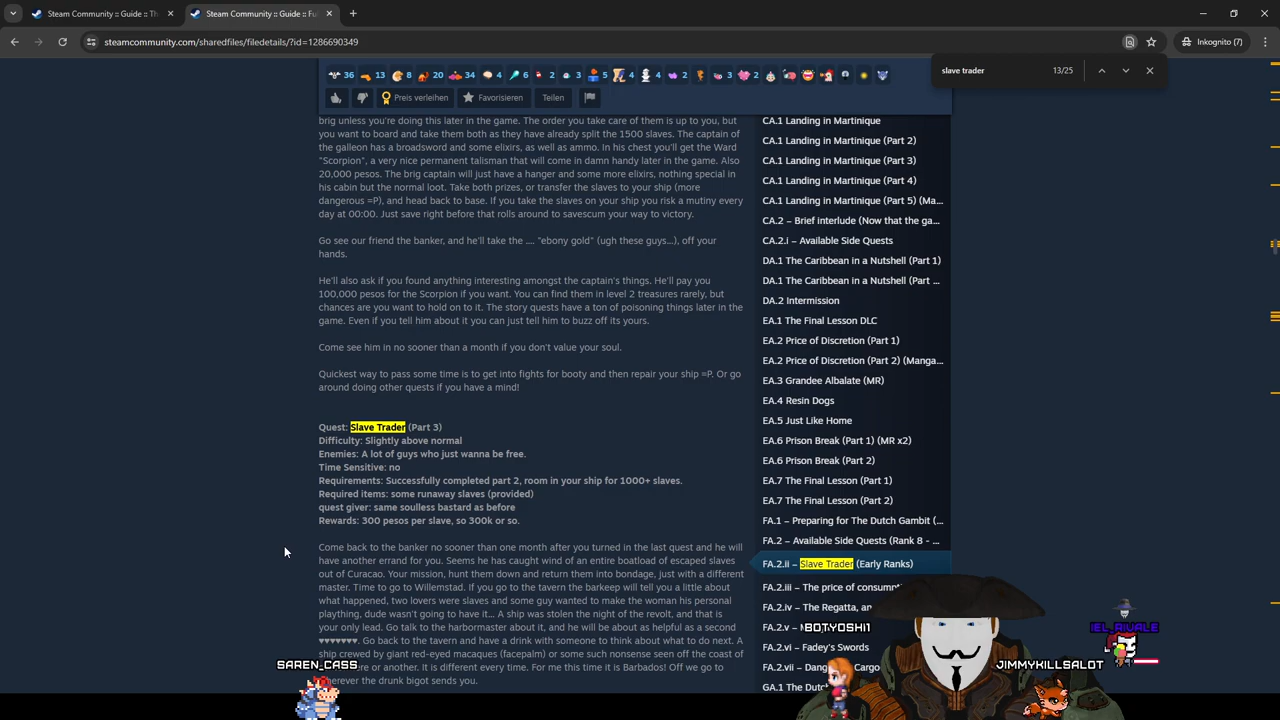 Steam Community :: Guide :: Th
Steam Community :: Guide :: Fu
steamcommunity.com/sharedfiles/filedetails/?id=1286690349
Inkognito (7)
slave trader
13/25
36 13 8 20 34 4 6 2 3 5 4 4 2 3 2
Preis verleihen
Favorisieren
Teilen
brig unless you're doing this later in the game. The order you take care of them is up to you, but
you want to board and take them both as they have already split the 1500 slaves. The captain of
the galleon has a broadsword and some elixirs, as well as ammo. In his chest you'll get the Ward
"Scorpion", a very nice permanent talisman that will come in damn handy later in the game. Also
20,000 pesos. The brig captain will just have a hanger and some more elixirs, nothing special in
his cabin but the normal loot. Take both prizes, or transfer the slaves to your ship (more
dangerous =P), and head back to base. If you take the slaves on your ship you risk a mutiny every
day at 00:00. Just save right before that rolls around to savescum your way to victory.
Go see our friend the banker, and he'll take the .... "ebony gold" (ugh these guys...), off your
hands.
He'll also ask if you found anything interesting amongst the captain's things. He'll pay you
100,000 pesos for the Scorpion if you want. You can find them in level 2 treasures rarely, but
chances are you want to hold on to it. The story quests have a ton of poisoning things later in the
game. Even if you tell him about it you can just tell him to buzz off its yours.
Come see him in no sooner than a month if you don't value your soul.
Quickest way to pass some time is to get into fights for booty and then repair your ship =P. Or go
around doing other quests if you have a mind!
Quest: Slave Trader (Part 3)
Difficulty: Slightly above normal
Enemies: A lot of guys who just wanna be free.
Time Sensitive: no
Requirements: Successfully completed part 2, room in your ship for 1000+ slaves.
Required items: some runaway slaves (provided)
quest giver: same soulless bastard as before
Rewards: 300 pesos per slave, so 300k or so.
Come back to the banker no sooner than one month after you turned in the last quest and he will
have another errand for you. Seems he has caught wind of an entire boatload of escaped slaves
out of Curacao. Your mission, hunt them down and return them into bondage, just with a different
master. Time to go to Willemstad. If you go to the tavern the barkeep will tell you a little about
what happened, two lovers were slaves and some guy wanted to make the woman his personal
plaything, dude wasn't going to have it... A ship was stolen the night of the revolt, and that is
your only lead. Go talk to the harbormaster about it, and he will be about as helpful as a second
♥♥♥♥♥♥♥. Go back to the tavern and have a drink with someone to think about what to do next. A
ship crewed by giant red-eyed macaques (facepalm) or some such nonsense seen off the coast of
ere or another. It is different every time. For me this time it is Barbados! Off we go to
herever the drunk bigot sends you.
CA.1 Landing in Martinique
CA.1 Landing in Martinique (Part 2)
CA.1 Landing in Martinique (Part 3)
CA.1 Landing in Martinique (Part 4)
CA.1 Landing in Martinique (Part 5) (Ma...
CA.2 – Brief interlude (Now that the ga...
CA.2.i – Available Side Quests
DA.1 The Caribbean in a Nutshell (Part 1)
DA.1 The Caribbean in a Nutshell (Part ...
DA.2 Intermission
EA.1 The Final Lesson DLC
EA.2 Price of Discretion (Part 1)
EA.2 Price of Discretion (Part 2) (Manga...
EA.3 Grandee Albalate (MR)
EA.4 Resin Dogs
EA.5 Just Like Home
EA.6 Prison Break (Part 1) (MR x2)
EA.6 Prison Break (Part 2)
EA.7 The Final Lesson (Part 1)
EA.7 The Final Lesson (Part 2)
FA.1 – Preparing for The Dutch Gambit (...
FA.2 – Available Side Quests (Rank 8 - ...
FA.2.ii – Slave Trader (Early Ranks)
FA.2.iii – The price of consumpt
FA.2.iv – The Regatta, an
FA.2.v –
FA.2.vi – Fadey's Swords
FA.2.vii – Dang Cargo
GA.1 The Dutc
SAREN_CASS
BOTYOSHI1
IEL_RIVALE
JIMMYKILLSALOT